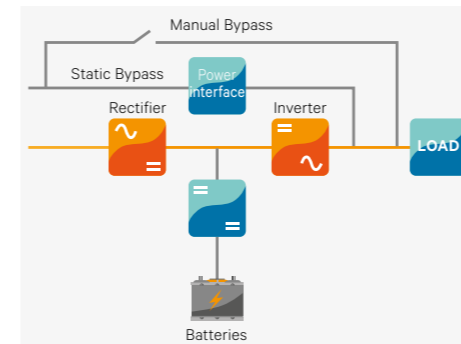 Manual Bypass
Static Bypass
Power
interface
Rectifier
Inverter
LOAD
Batteries